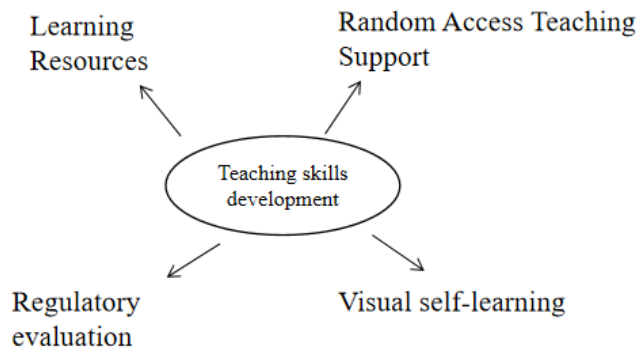 Learning
Resources
Random Access Teaching
Support
Teaching skills
development
Regulatory
evaluation
Visual self-learning